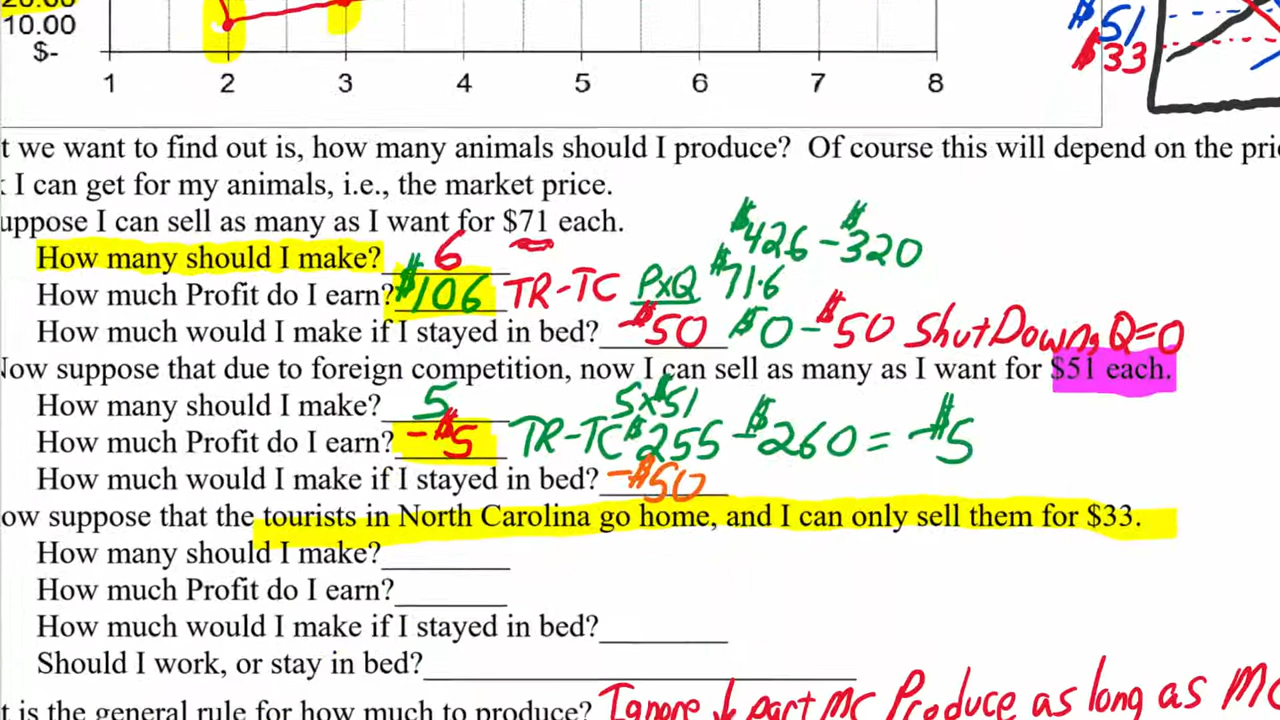 10.00
$-
1 2 3 4 5 6 7 8
$51
$33
t we want to find out is, how many animals should I produce? Of course this will depend on the
I can get for my animals, i.e., the market price.
uppose I can sell as many as I want for $71 each.
$426 - $320
How many should I make? 6
$71·6
How much Profit do I earn? $106 TR-TC PxQ
How much would I make if I stayed in bed? -$50 $0 - $50 Shut Down, Q=0
ow suppose that due to foreign competition, now I can sell as many as I want for $51 each.
How many should I make? 5 5x$51
How much Profit do I earn? -$5 TR-TC $255 - $260 = -$5
How much would I make if I stayed in bed? -$50
ow suppose that the tourists in North Carolina go home, and I can only sell them for $33.
How many should I make?
How much Profit do I earn?
How much would I make if I stayed in bed?
Should I work, or stay in bed?
t is the general rule for how much to produce? Ignore ↓ part MC Produce as long as MC